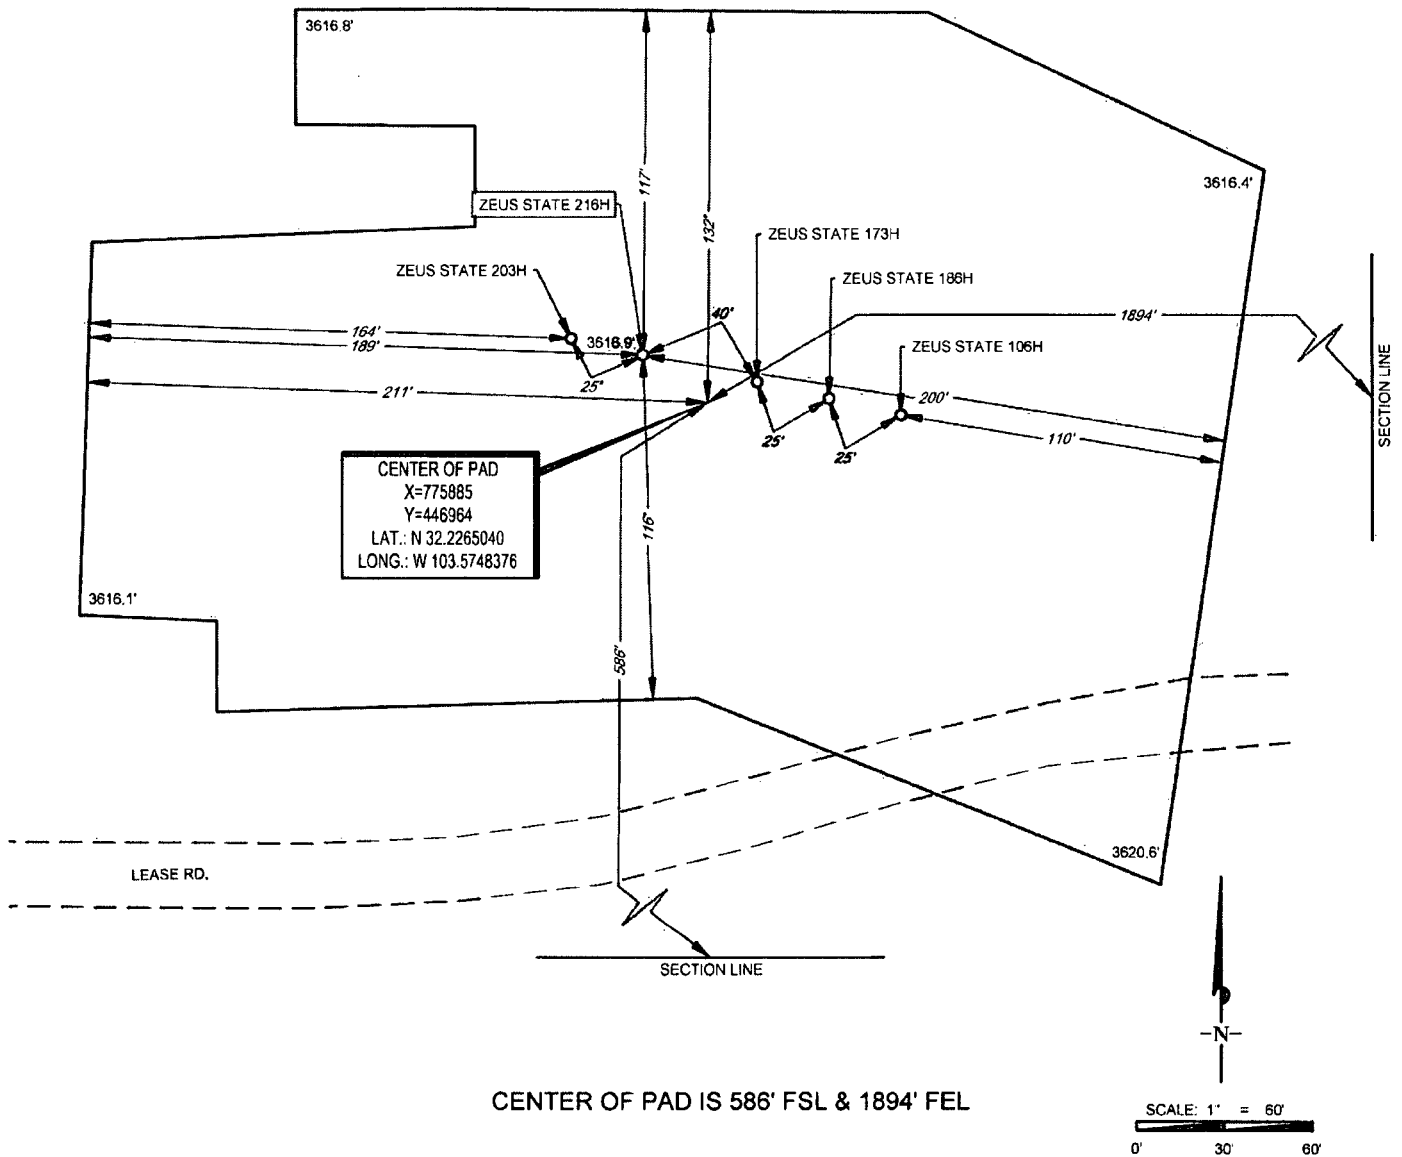 3616.8'
3616.4'
117'
132'
ZEUS STATE 216H
ZEUS STATE 173H
ZEUS STATE 203H
ZEUS STATE 186H
40'
1894'
164'
189'
3616.9'
ZEUS STATE 106H
SECTION LINE
25'
211'
200'
25'
110'
25'
CENTER OF PAD
X=775885
Y=446964
LAT.: N 32.2265040
LONG.: W 103.5748376
116'
3616.1'
586'
3620.6'
LEASE RD.
SECTION LINE
-N-
CENTER OF PAD IS 586' FSL & 1894' FEL
SCALE: 1" = 60'
0' 30' 60'